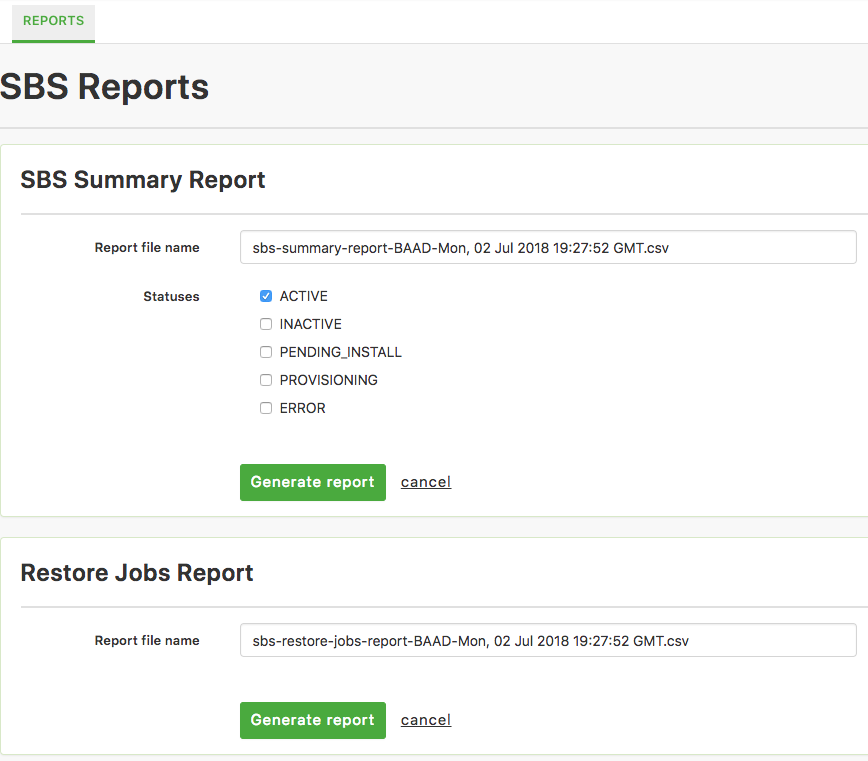 REPORTS
SBS Reports
SBS Summary Report
Report file name sbs-summary-report-BAAD-Mon, 02 Jul 2018 19:27:52 GMT.csv
Statuses ACTIVE
INACTIVE
PENDING_INSTALL
PROVISIONING
ERROR
Generate report cancel
Restore Jobs Report
Report file name sbs-restore-jobs-report-BAAD-Mon, 02 Jul 2018 19:27:52 GMT.csv
Generate report cancel